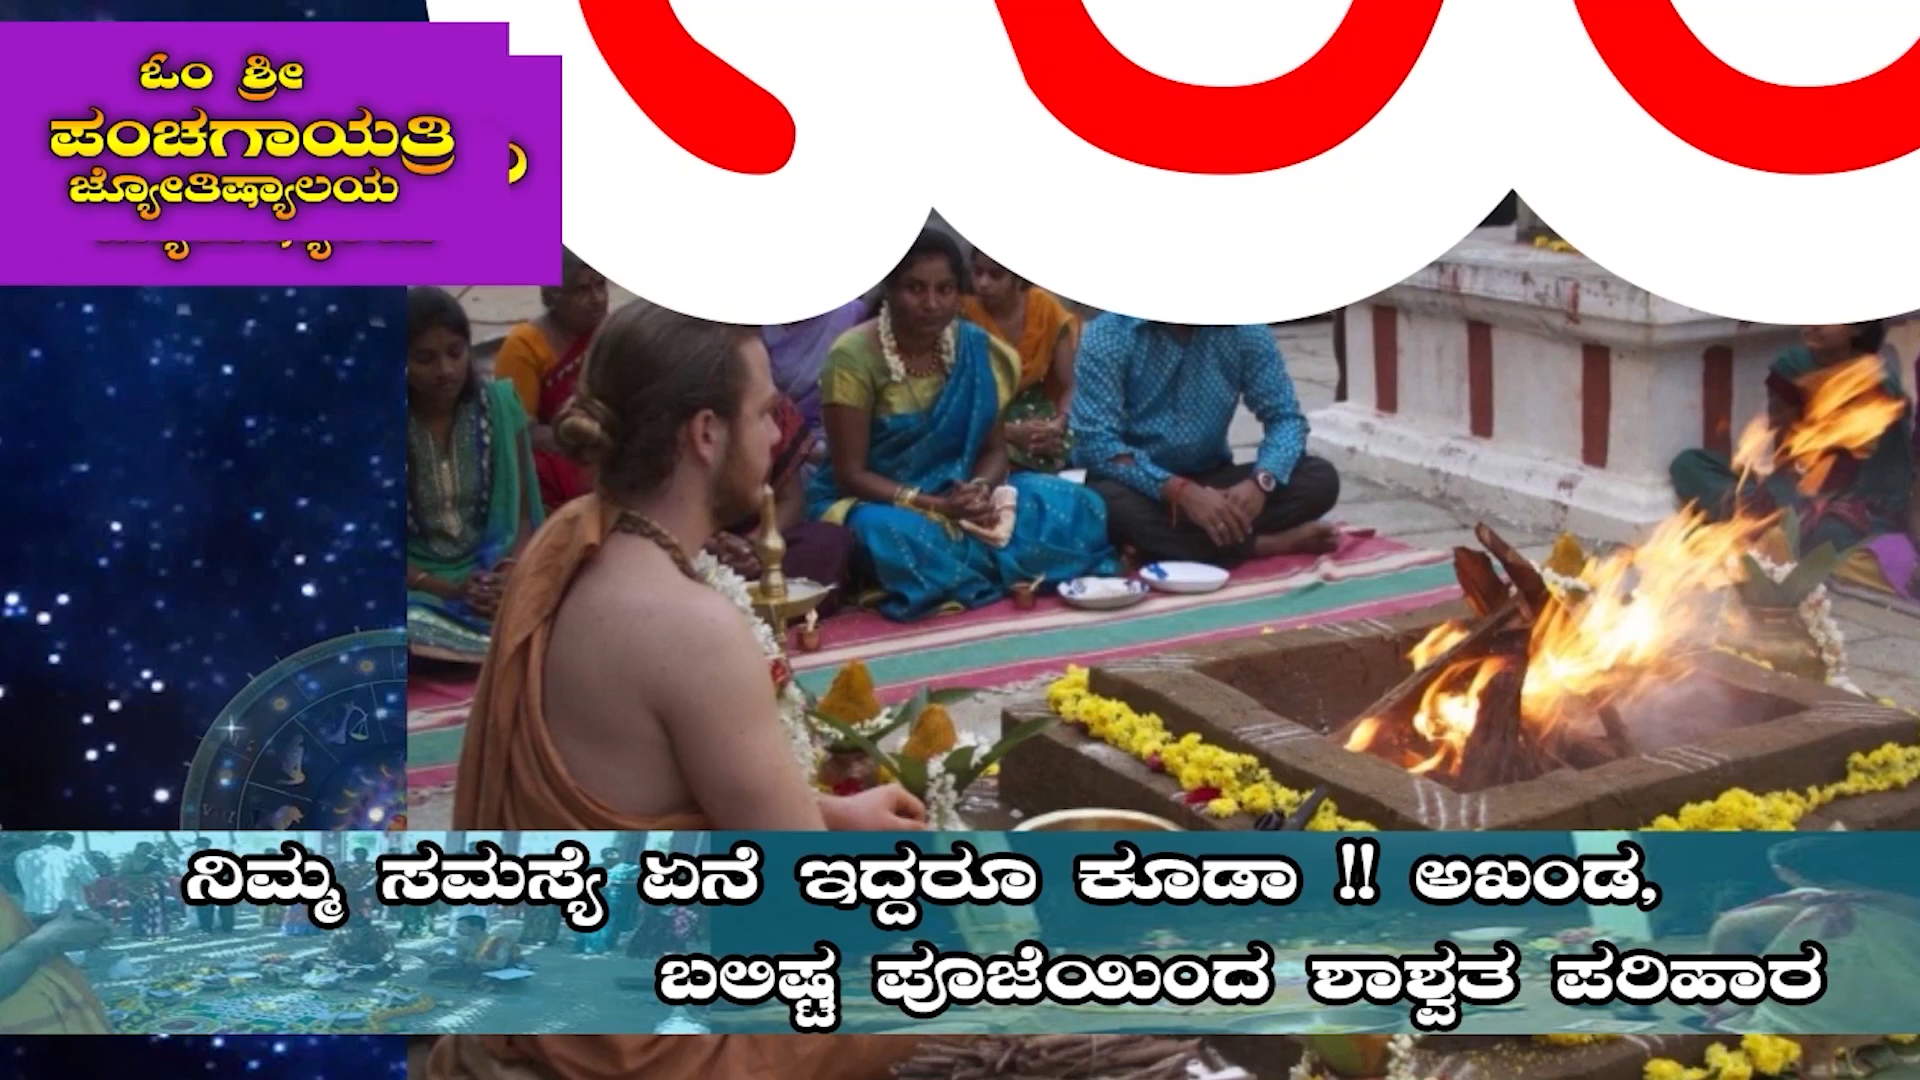 ಓಂ ಶ್ರೀ
ಪಂಚಗಾಯತ್ರಿ
ಜ್ಯೋತಿಷ್ಯಾಲಯ
ನಿಮ್ಮ ಸಮಸ್ಯೆ ಏನೆ ಇದ್ದರೂ ಕೂಡಾ !! ಅಖಂಡ,
ಬಲಿಷ್ಟ ಪೂಜೆಯಿಂದ ಶಾಶ್ವತ ಪರಿಹಾರ